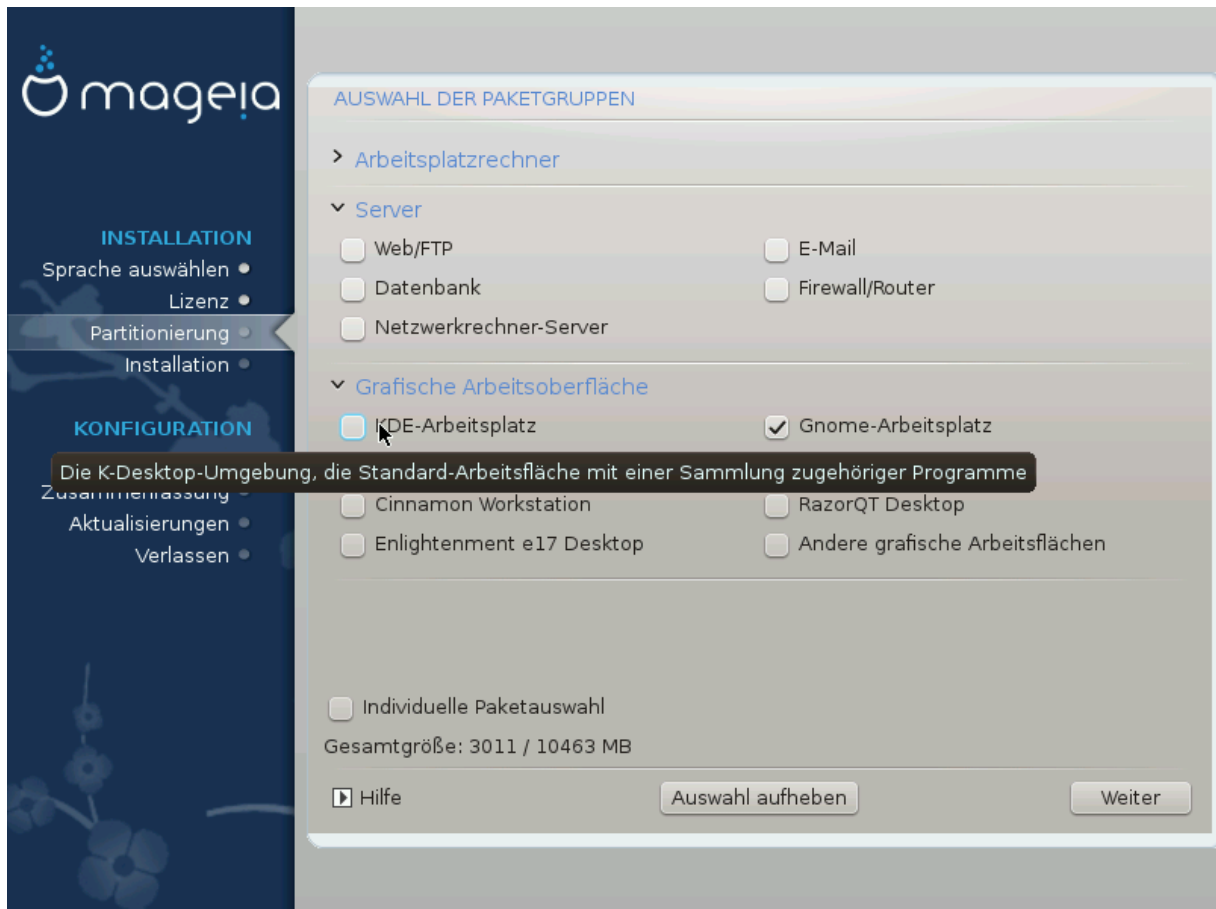 mageia
INSTALLATION
Sprache auswählen
Lizenz
Partitionierung
Installation
KONFIGURATION
Zusammenfassung
Aktualisierungen
Verlassen
AUSWAHL DER PAKETGRUPPEN
Arbeitsplatzrechner
Server
Web/FTP E-Mail
Datenbank Firewall/Router
Netzwerkrechner-Server
Grafische Arbeitsoberfläche
KDE-Arbeitsplatz Gnome-Arbeitsplatz
Die K-Desktop-Umgebung, die Standard-Arbeitsfläche mit einer Sammlung zugehöriger Programme
Cinnamon Workstation RazorQT Desktop
Enlightenment e17 Desktop Andere grafische Arbeitsflächen
Individuelle Paketauswahl
Gesamtgröße: 3011 / 10463 MB
Hilfe Auswahl aufheben Weiter